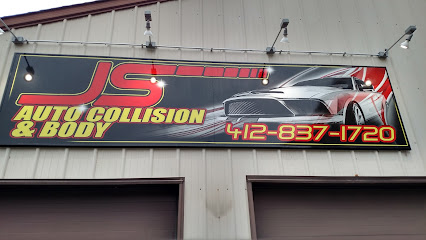 JS
AUTO COLLISION
& BODY
412-837-1720